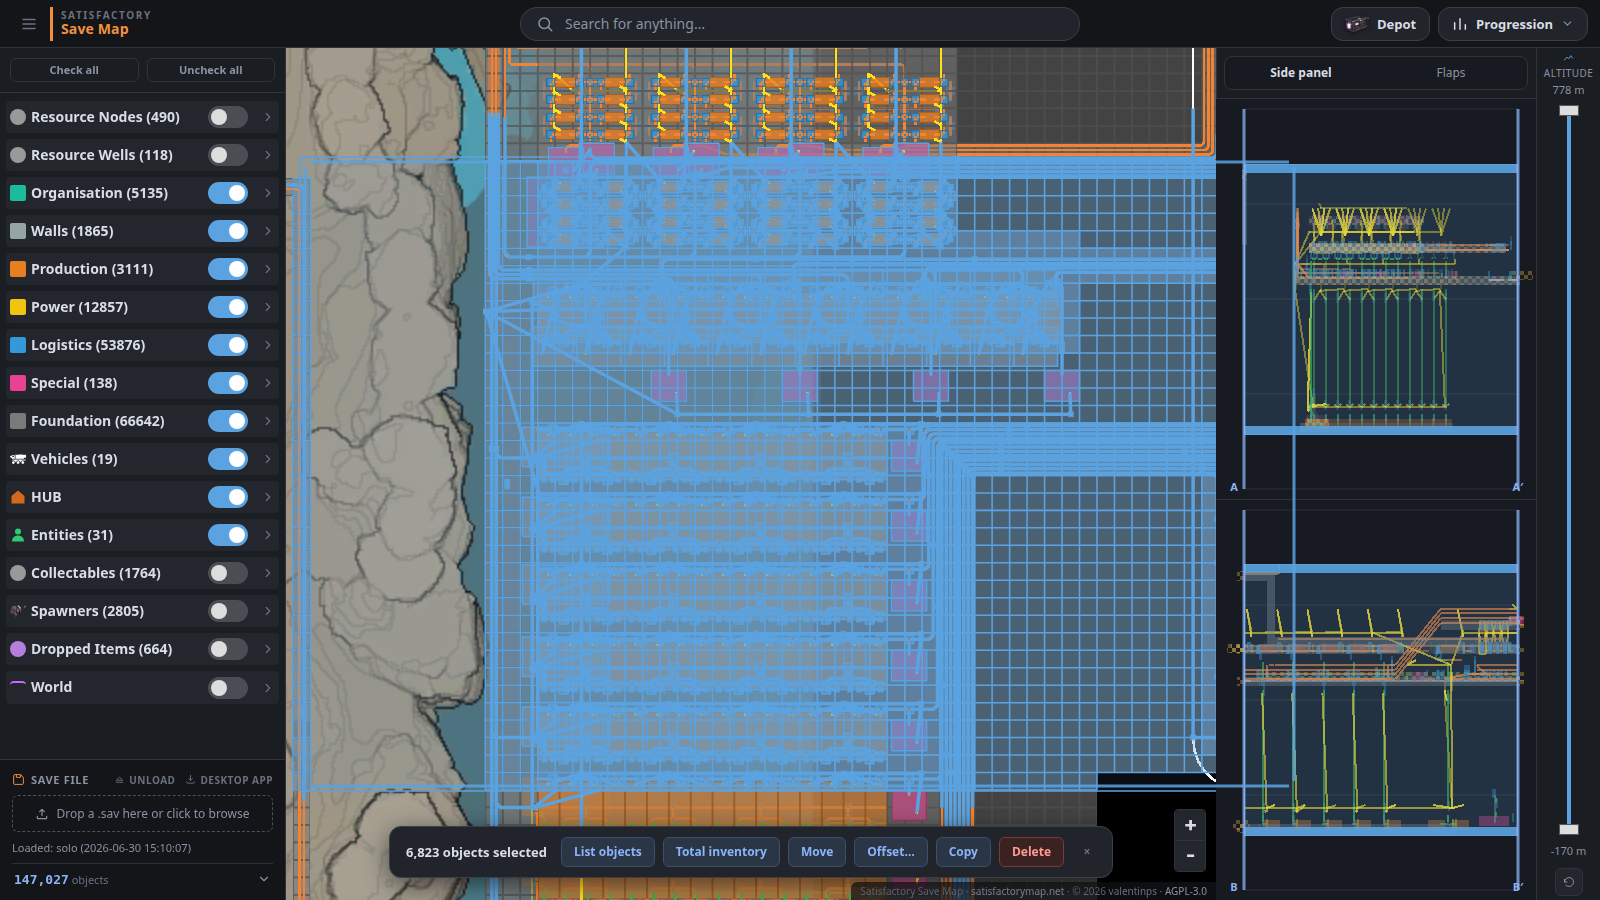 SATISFACTORY
Save Map
Search for anything...
Depot
Progression
Check all
Uncheck all
Resource Nodes (490)
Resource Wells (118)
Organisation (5135)
Walls (1865)
Production (3111)
Power (12857)
Logistics (53876)
Special (138)
Foundation (66642)
Vehicles (19)
HUB
Entities (31)
Collectables (1764)
Spawners (2805)
Dropped Items (664)
World
SAVE FILE
UNLOAD
DESKTOP APP
Drop a .sav here or click to browse
Loaded: solo (2026-06-30 15:10:07)
147,027 objects
6,823 objects selected
List objects
Total inventory
Move
Offset...
Copy
Delete
×
+
-
Satisfactory Save Map · satisfactorymap.net · © 2026 valentinps · AGPL-3.0
Side panel
Flaps
A
A′
B
B′
ALTITUDE
778 m
-170 m